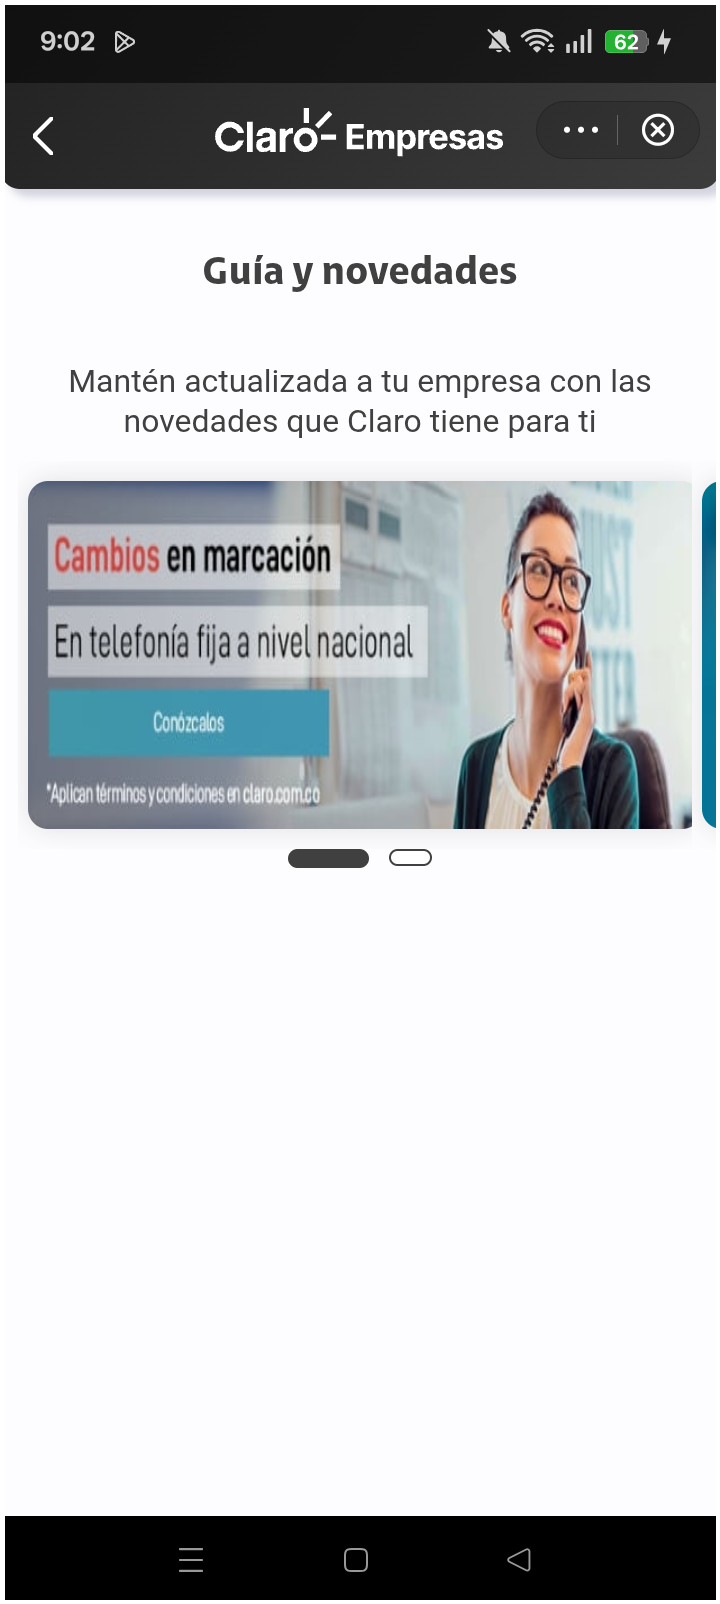 9:02
62
Claro Empresas
Guía y novedades
Mantén actualizada a tu empresa con las
novedades que Claro tiene para ti
Cambios en marcación
En telefonía fija a nivel nacional
Conózcalos
*Aplican términos y condiciones en claro.com.co